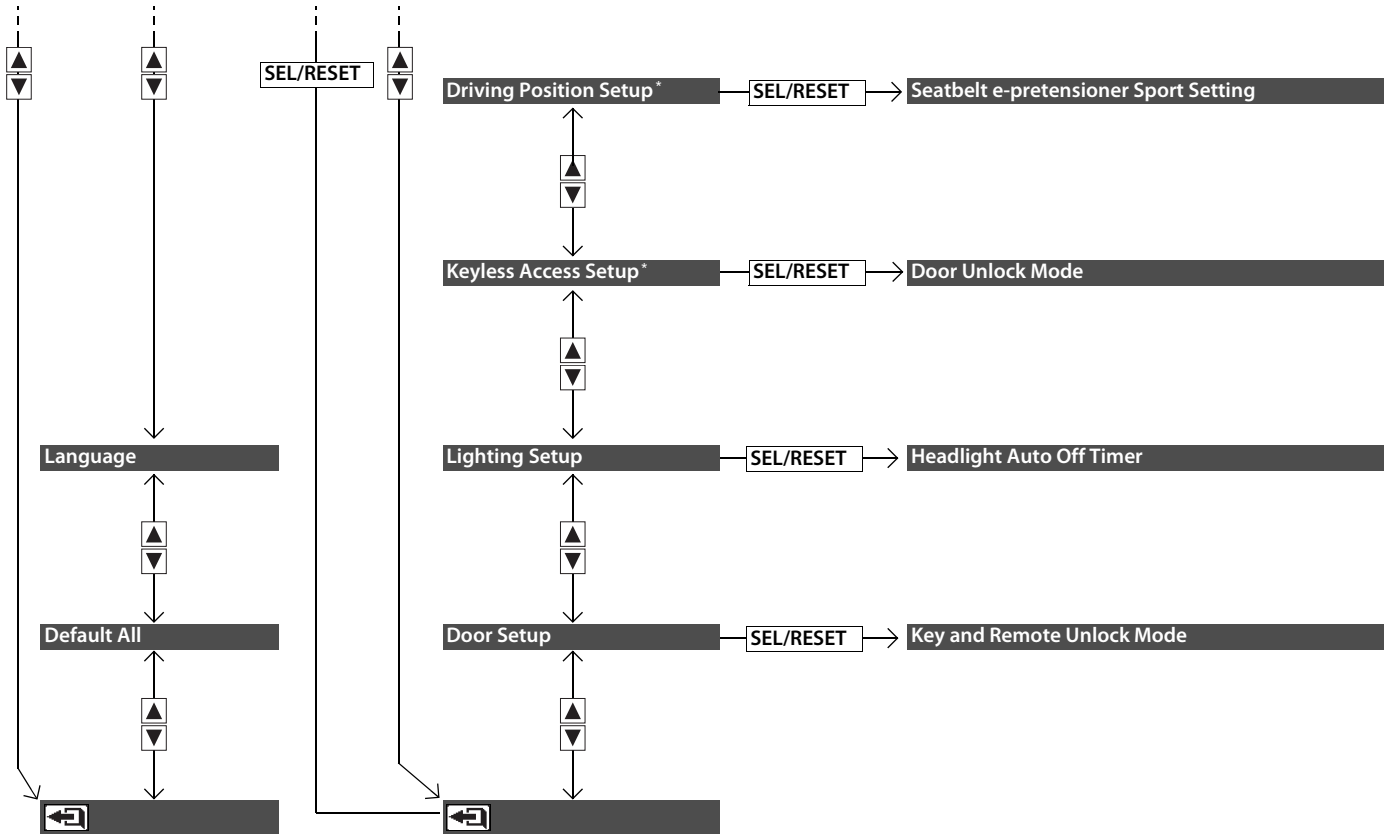 SEL/RESET
Driving Position Setup* SEL/RESET Seatbelt e-pretensioner Sport Setting
Keyless Access Setup* SEL/RESET Door Unlock Mode
Language
Lighting Setup SEL/RESET Headlight Auto Off Timer
Default All
Door Setup SEL/RESET Key and Remote Unlock Mode